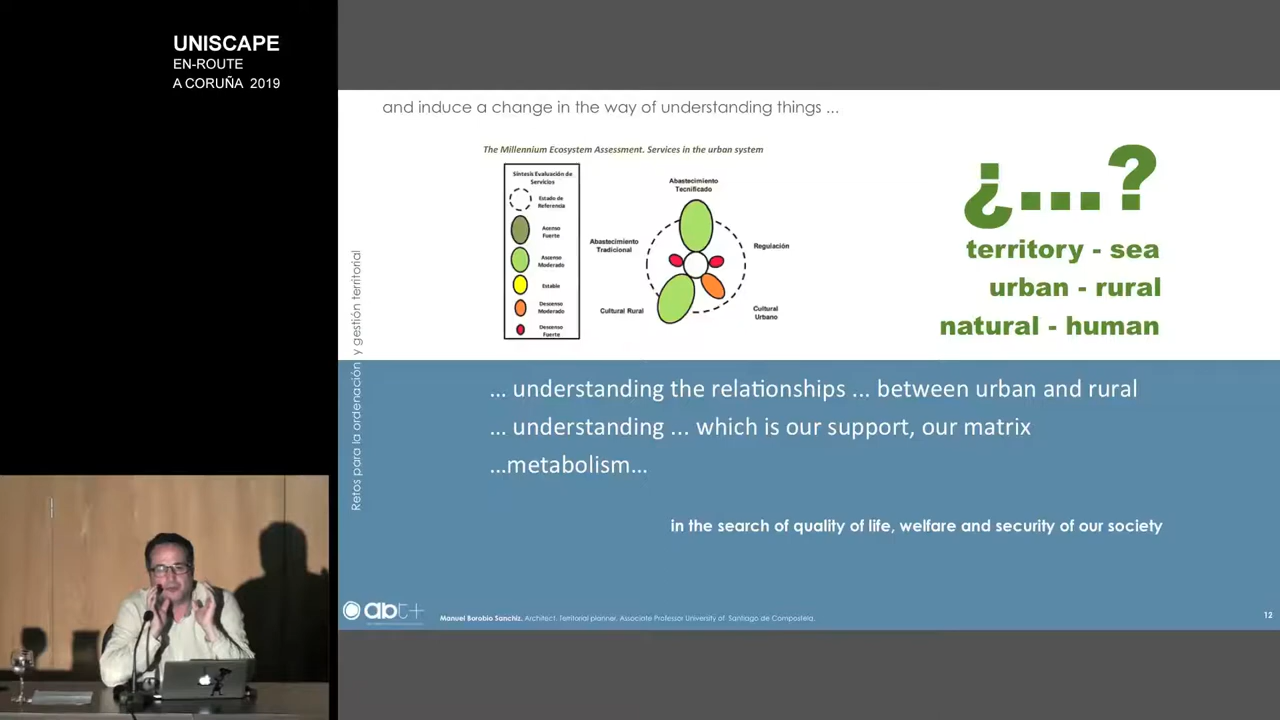 UNISCAPE
EN-ROUTE
A CORUÑA 2019
and induce a change in the way of understanding things ...
The Millennium Ecosystem Assessment. Services in the urban system
Síntesis Evaluación de
Servicios
Estado de
Referencia
Acenso
Fuerte
Ascenso
Moderado
Estable
Descenso
Moderado
Descenso
Fuerte
Abastecimiento
Tecnificado
Abastecimiento
Tradicional
Regulación
Cultural Rural
Cultural
Urbano
¿...?
territory - sea
urban - rural
natural - human
Retos para la ordenación y gestión territorial
... understanding the relationships ... between urban and rural
... understanding ... which is our support, our matrix
...metabolism...
in the search of quality of life, welfare and security of our society
abt+
Manuel Borobio Sanchiz. Architect. Territorial planner. Associate Professor University of Santiago de Compostela.
12